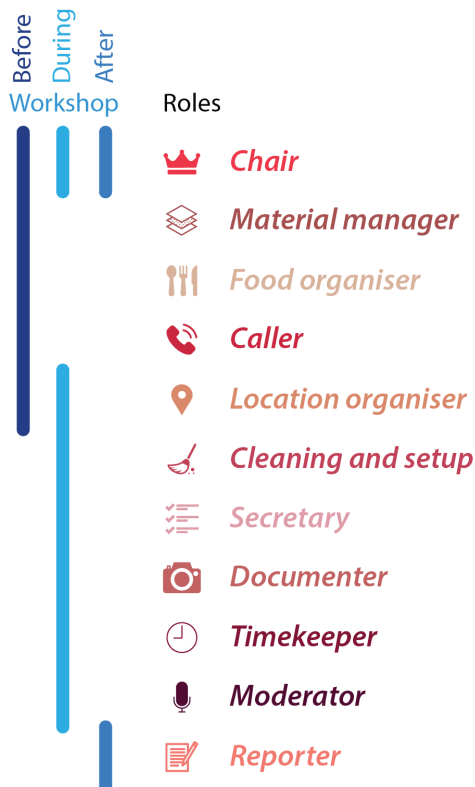 Before
During
After
Workshop
Roles
Chair
Material manager
Food organiser
Caller
Location organiser
Cleaning and setup
Secretary
Documenter
Timekeeper
Moderator
Reporter